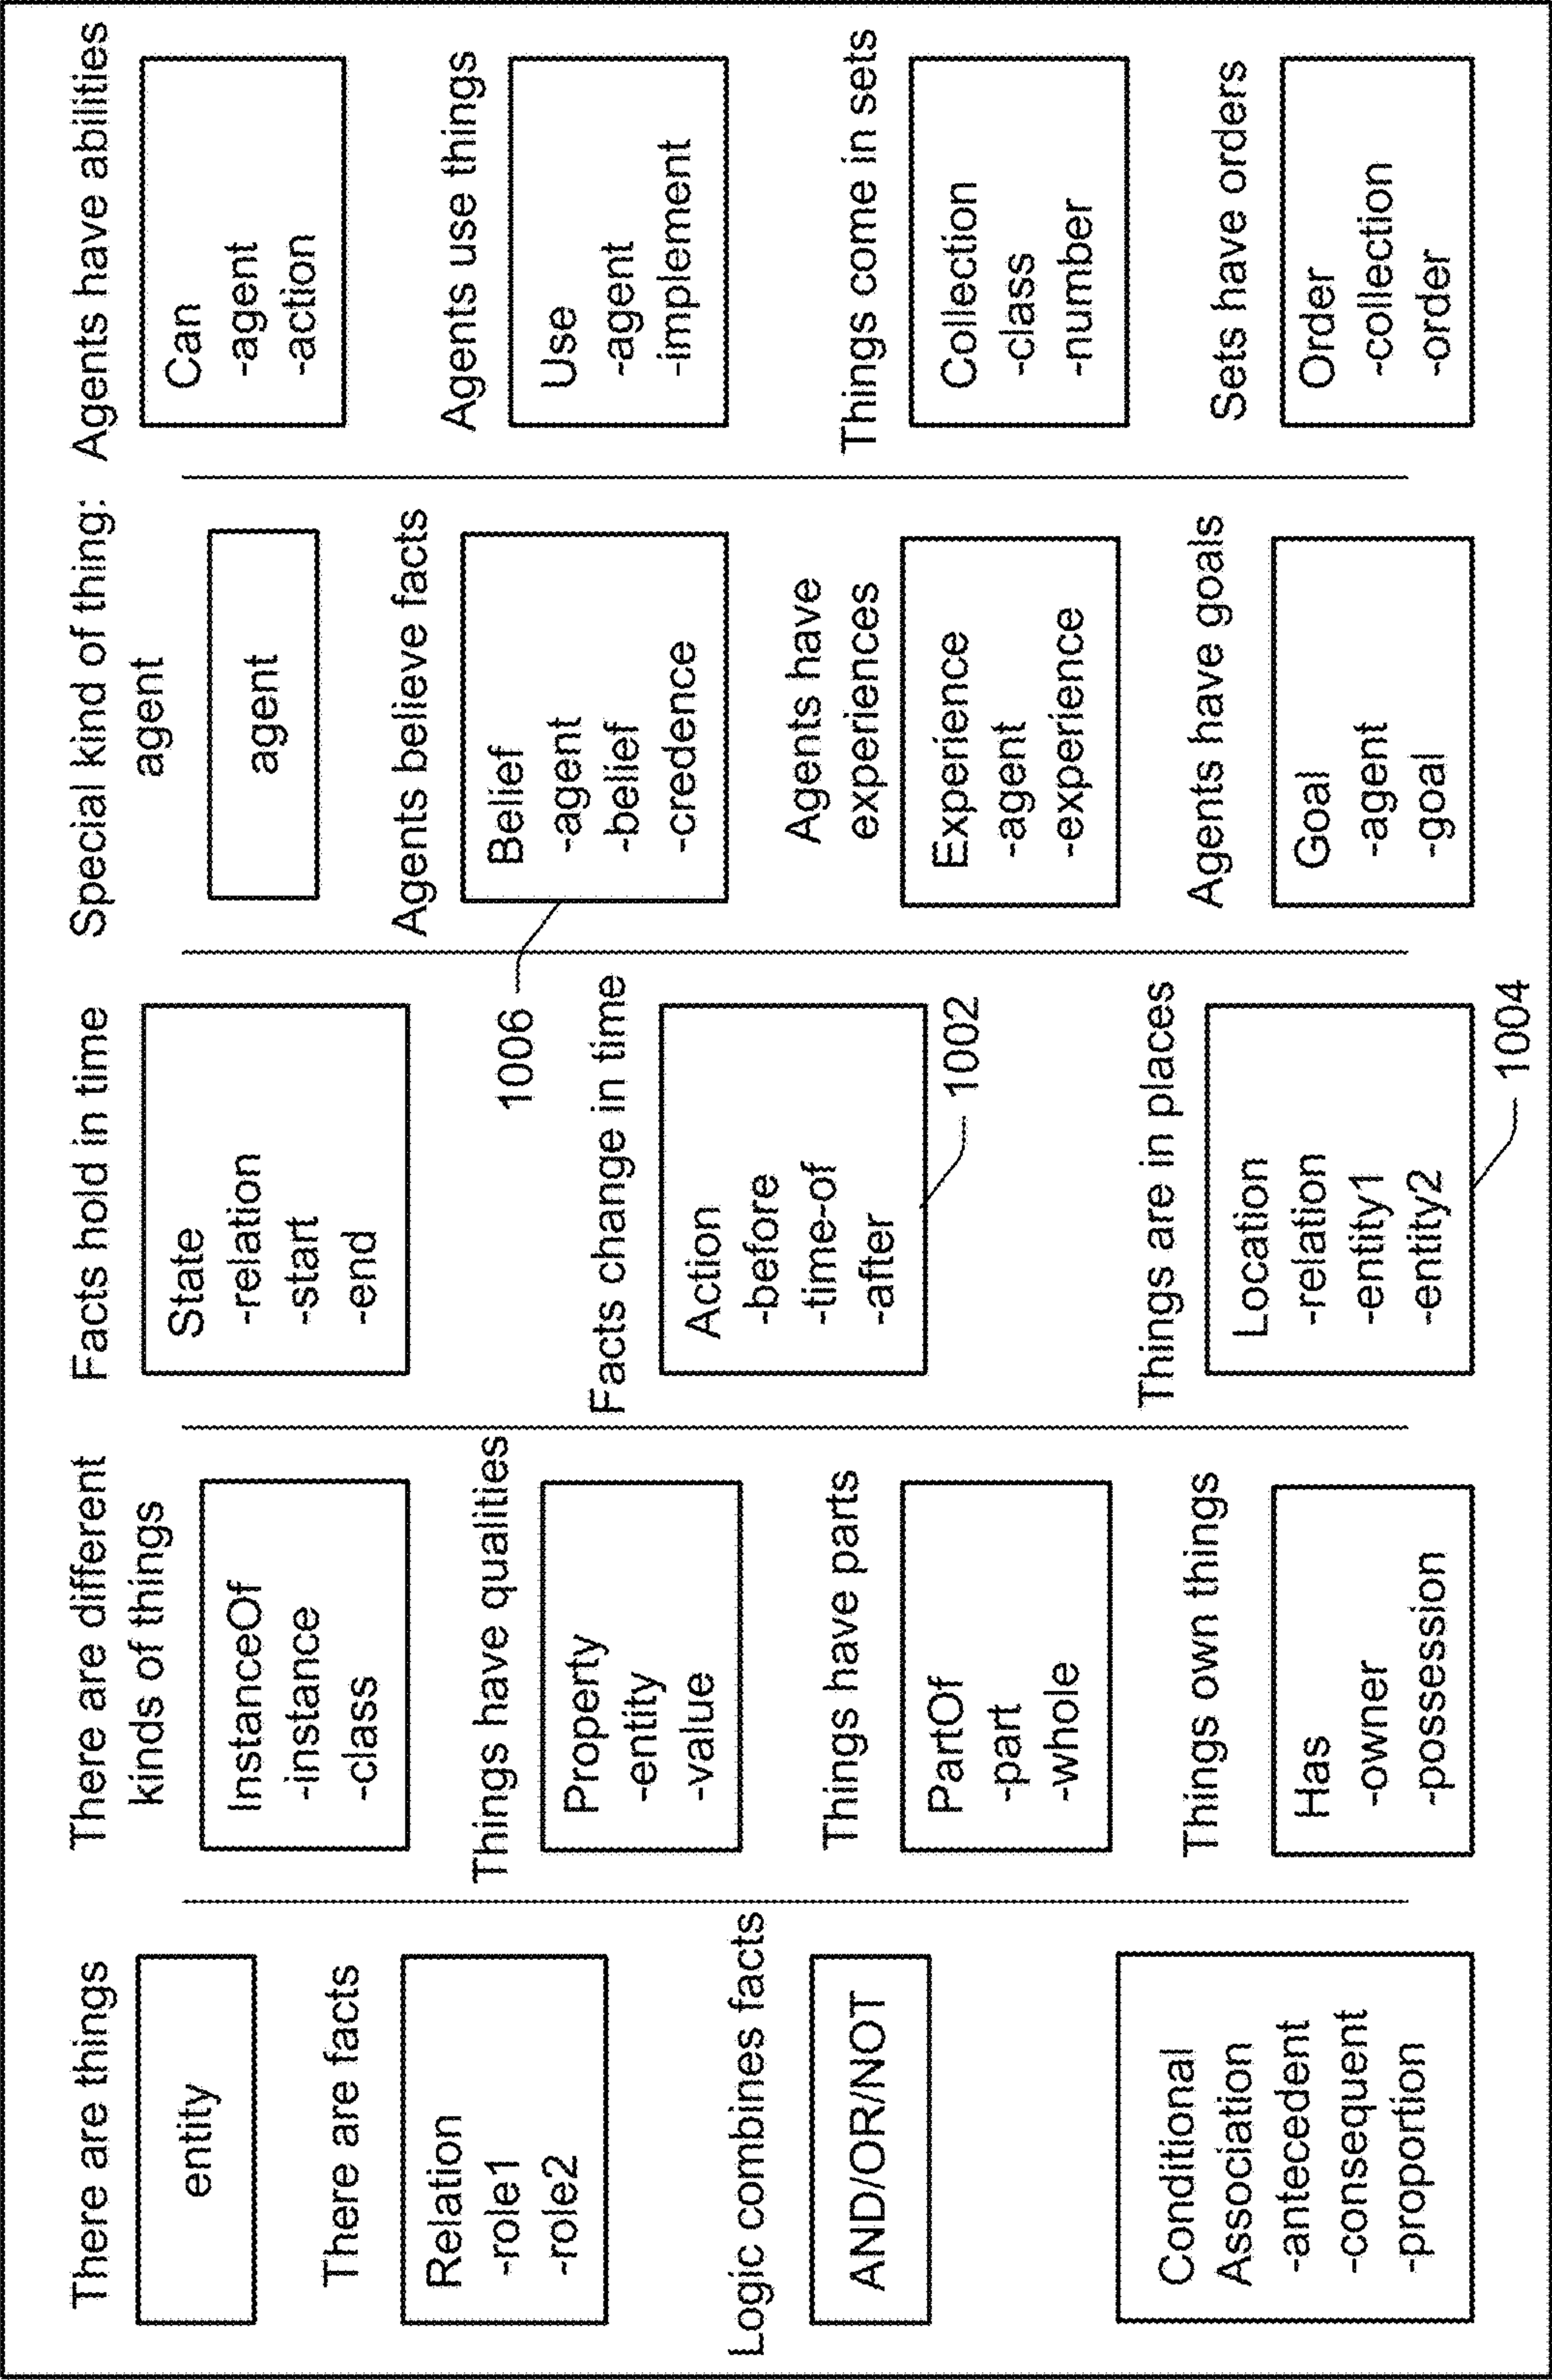 There are things
entity
There are facts
Relation
-role1
-role2
Logic combines facts
AND/OR/NOT
Conditional
Association
-antecedent
-consequent
-proportion
There are different
kinds of things
InstanceOf
-instance
-class
Things have qualities
Property
-entity
-value
Things have parts
PartOf
-part
-whole
Things own things
Has
-owner
-possession
Facts hold in time
State
-relation
-start
-end
1006
Facts change in time
Action
-before
-time-of
-after
1002
Things are in places
Location
-relation
-entity1
-entity2
1004
Special kind of thing:
agent
agent
Agents believe facts
Belief
-agent
-belief
-credence
Agents have
experiences
Experience
-agent
-experience
Agents have goals
Goal
-agent
-goal
Agents have abilities
Can
-agent
-action
Agents use things
Use
-agent
-implement
Things come in sets
Collection
-class
-number
Sets have orders
Order
-collection
-order